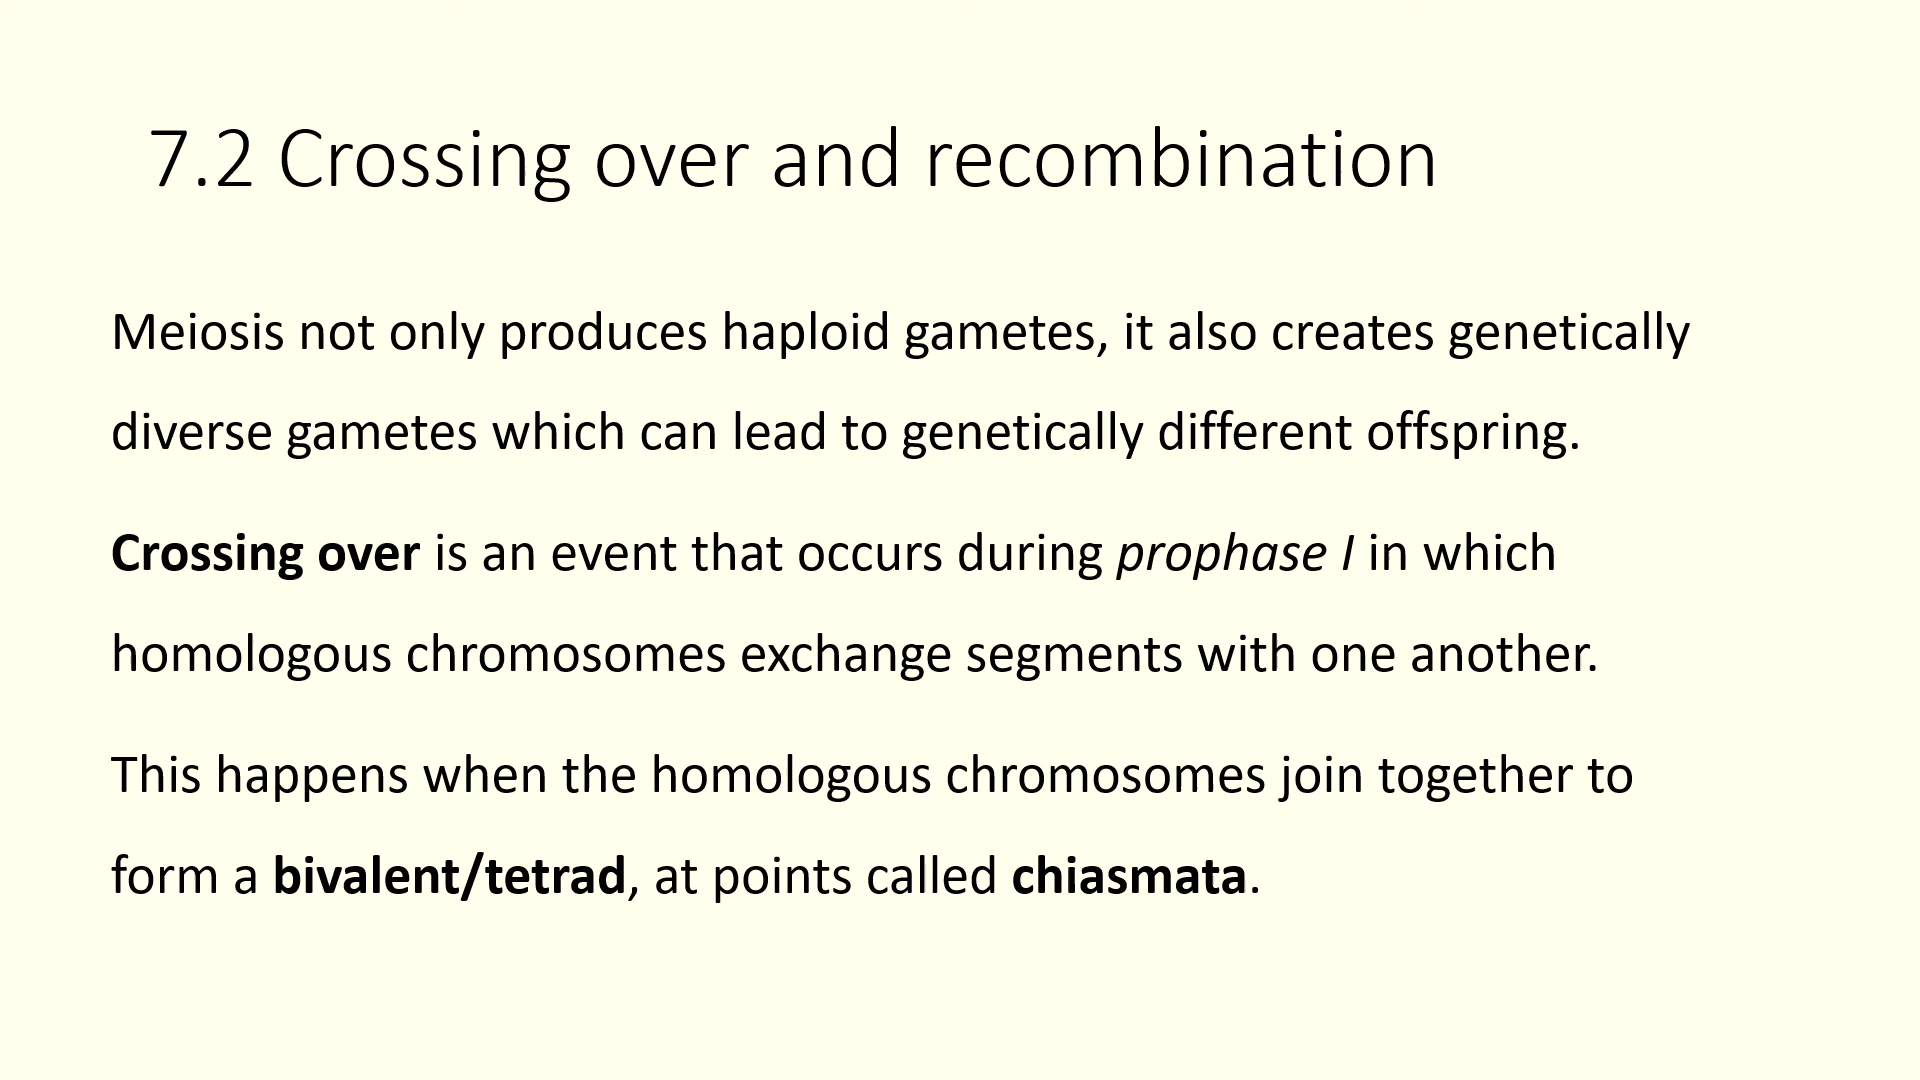 7.2 Crossing over and recombination
Meiosis not only produces haploid gametes, it also creates genetically
diverse gametes which can lead to genetically different offspring.
Crossing over is an event that occurs during prophase I in which
homologous chromosomes exchange segments with one another.
This happens when the homologous chromosomes join together to
form a bivalent/tetrad, at points called chiasmata.